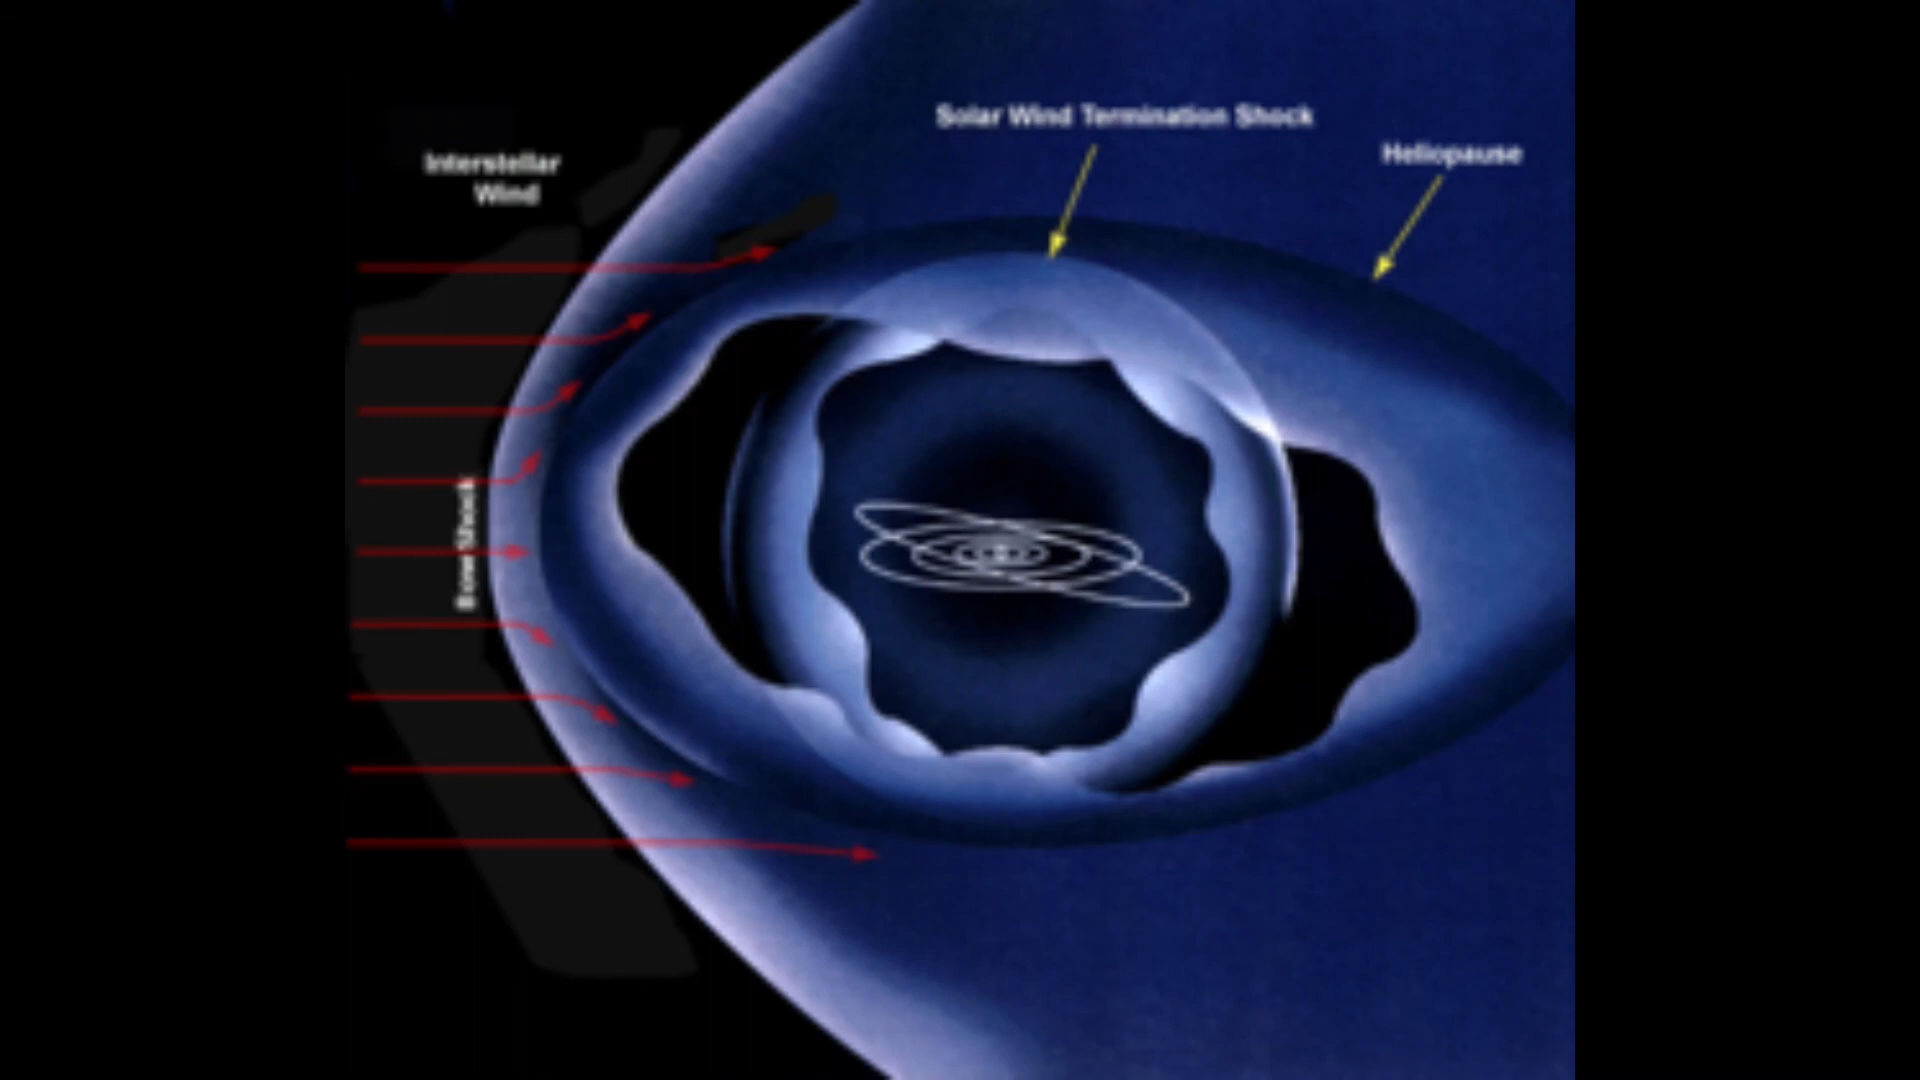 Solar Wind Termination Shock
Heliopause
Interstellar
Wind
Bow Shock